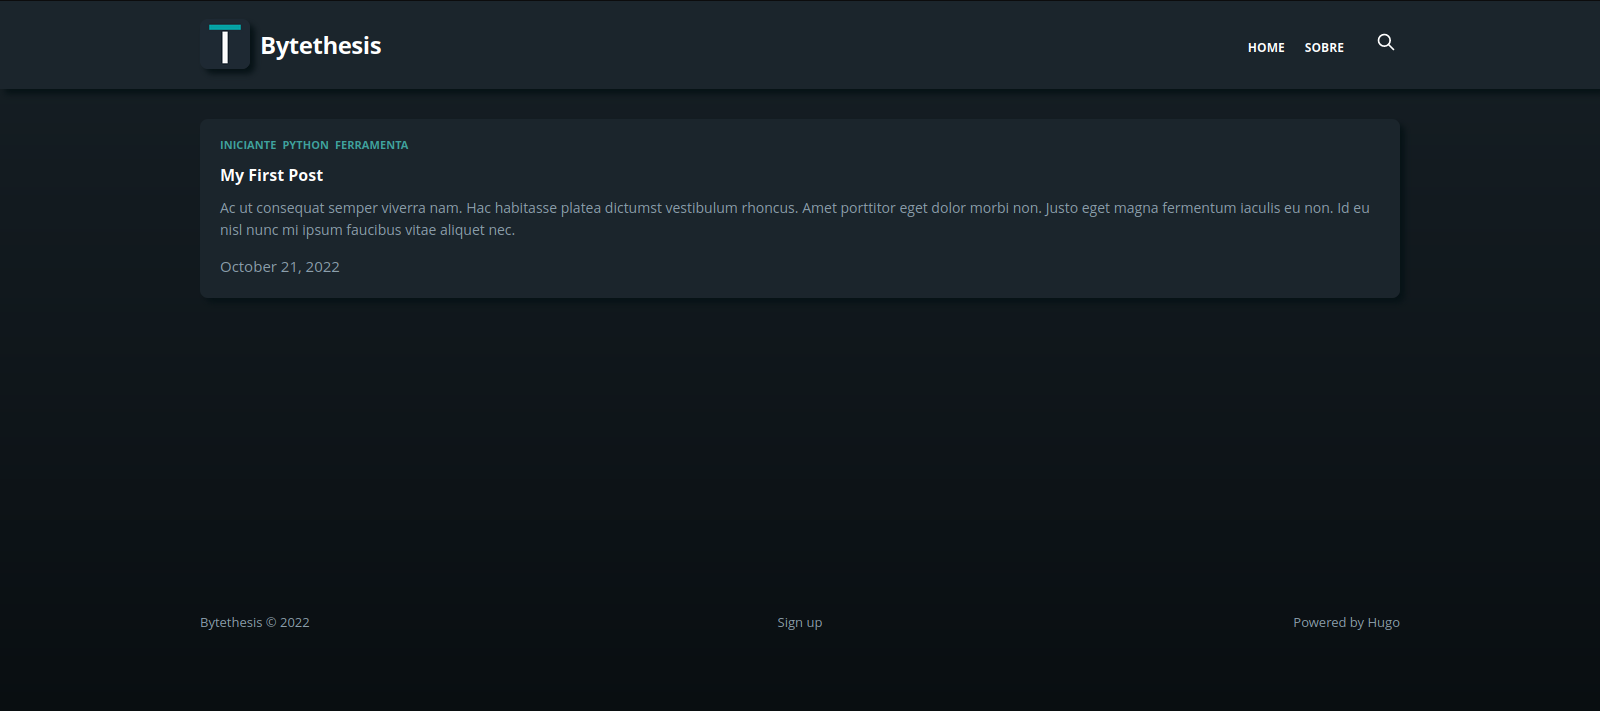 T Bytethesis
HOME SOBRE
INICIANTE PYTHON FERRAMENTA
My First Post
Ac ut consequat semper viverra nam. Hac habitasse platea dictumst vestibulum rhoncus. Amet porttitor eget dolor morbi non. Justo eget magna fermentum iaculis eu non. Id eu
nisl nunc mi ipsum faucibus vitae aliquet nec.
October 21, 2022
Bytethesis © 2022
Sign up
Powered by Hugo